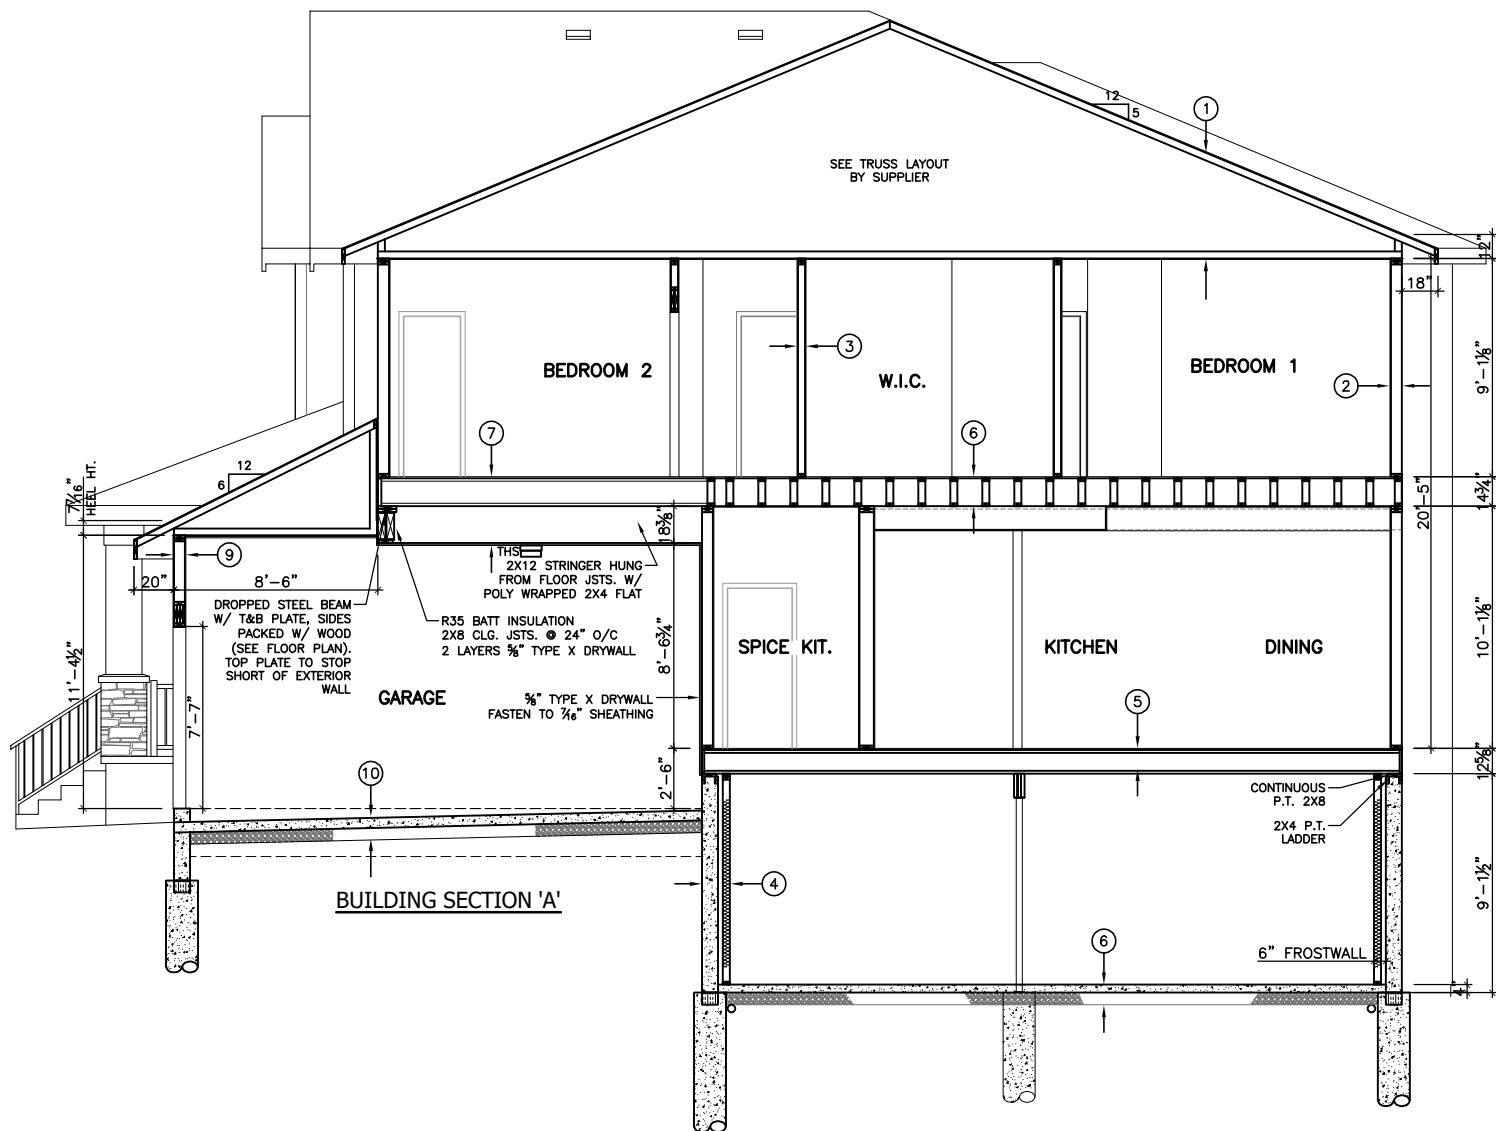 12
5
1
SEE TRUSS LAYOUT
BY SUPPLIER
12"
18"
BEDROOM 2
3
W.I.C.
BEDROOM 1
2
9'-1⅛"
7
6
12
6
7 7/16"
HEEL HT.
14¾"
20'-5"
18⅜"
9
20"
8'-6"
THS
2X12 STRINGER HUNG
FROM FLOOR JSTS. W/
POLY WRAPPED 2X4 FLAT
DROPPED STEEL BEAM
W/ T&B PLATE, SIDES
PACKED W/ WOOD
(SEE FLOOR PLAN).
TOP PLATE TO STOP
SHORT OF EXTERIOR
WALL
R35 BATT INSULATION
2X8 CLG. JSTS. @ 24" O/C
2 LAYERS ⅝" TYPE X DRYWALL
11'-4½"
7'-7"
8'-6¾"
SPICE KIT.
KITCHEN
DINING
10'-1⅛"
GARAGE
⅝" TYPE X DRYWALL
FASTEN TO 7/16" SHEATHING
5
10
2'-6"
12⅝"
CONTINUOUS
P.T. 2X8
2X4 P.T.
LADDER
4
9'-1½"
BUILDING SECTION 'A'
6
6" FROSTWALL
4"